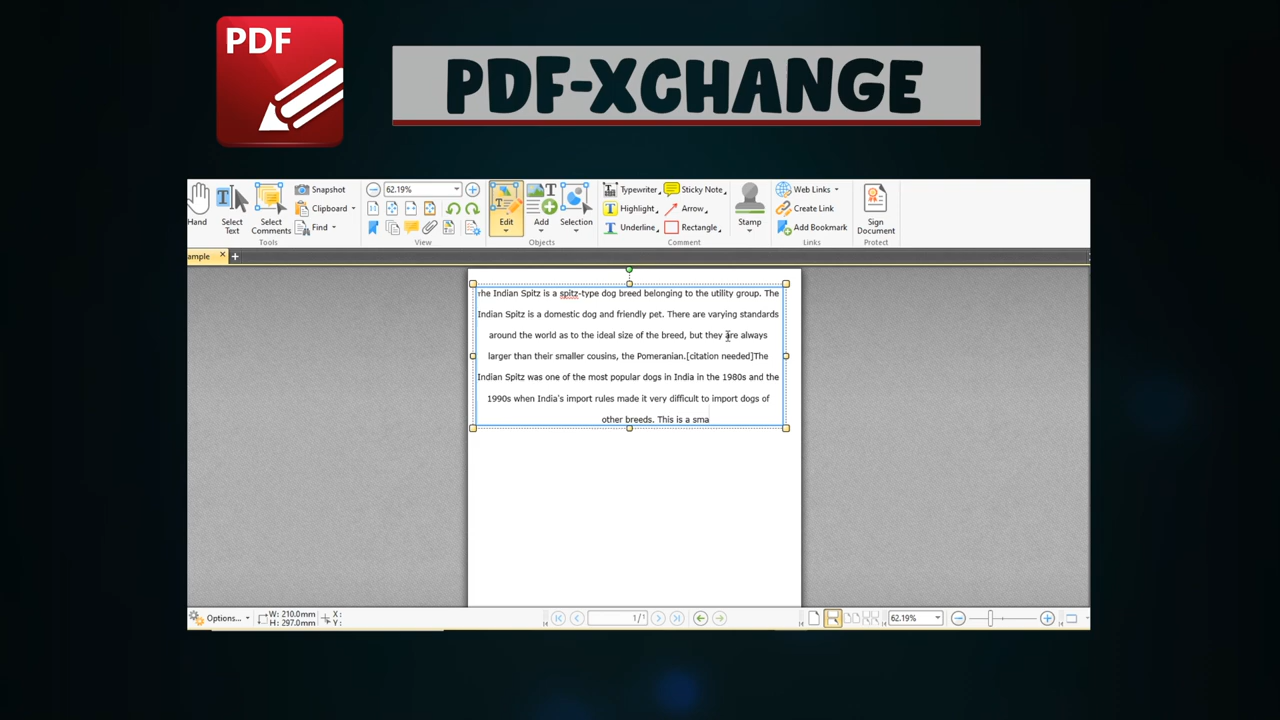 PDF
PDF-XCHANGE
Hand
Select Text
Select Comments
Snapshot
Clipboard
Find
Tools
62.19%
View
Edit
Add
Selection
Objects
Typewriter
Highlight
Underline
Sticky Note
Arrow
Rectangle
Comment
Stamp
Web Links
Create Link
Add Bookmark
Links
Sign Document
Protect
ample
The Indian Spitz is a spitz-type dog breed belonging to the utility group. The
Indian Spitz is a domestic dog and friendly pet. There are varying standards
around the world as to the ideal size of the breed, but they are always
larger than their smaller cousins, the Pomeranian.[citation needed]The
Indian Spitz was one of the most popular dogs in India in the 1980s and the
1990s when India's import rules made it very difficult to import dogs of
other breeds. This is a sma
Options...
W: 210.0mm
H: 297.0mm
X:
Y:
1/1
62.19%